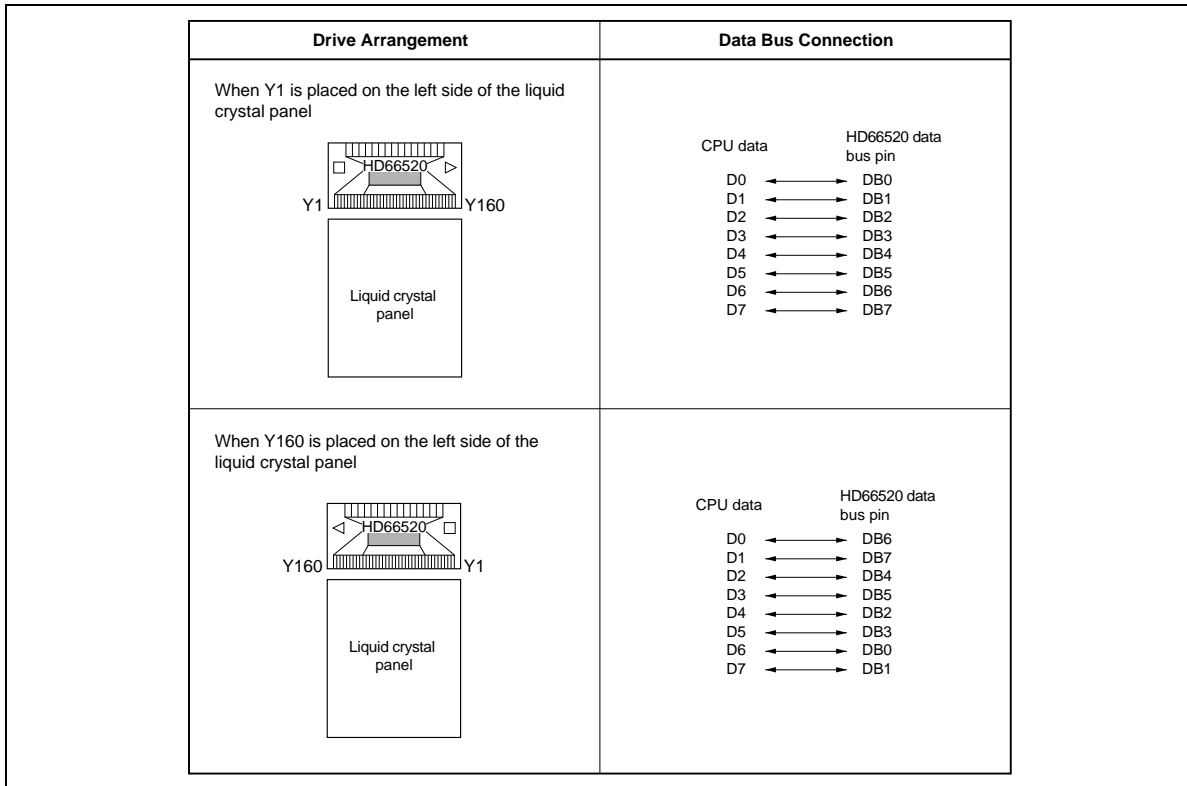 Drive Arrangement
Data Bus Connection
When Y1 is placed on the left side of the liquid
crystal panel
HD66520
Y1
Y160
Liquid crystal
panel
CPU data
HD66520 data
bus pin
D0 DB0
D1 DB1
D2 DB2
D3 DB3
D4 DB4
D5 DB5
D6 DB6
D7 DB7
When Y160 is placed on the left side of the
liquid crystal panel
HD66520
Y160
Y1
Liquid crystal
panel
CPU data
HD66520 data
bus pin
D0 DB6
D1 DB7
D2 DB4
D3 DB5
D4 DB2
D5 DB3
D6 DB0
D7 DB1